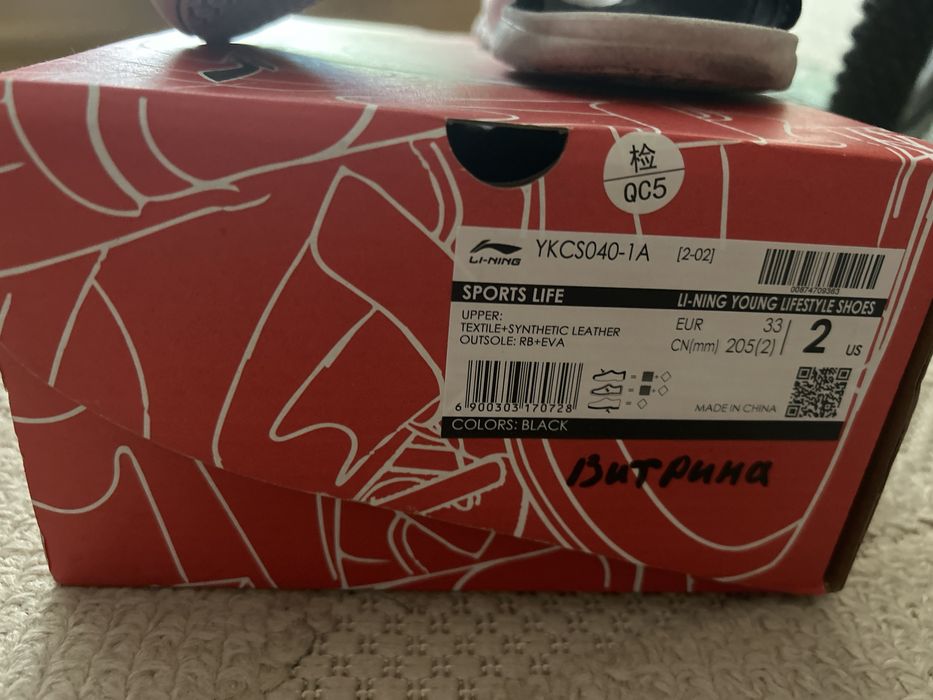 检
QC5
LI-NING YKCS040-1A [2-02]
00874709363
SPORTS LIFE LI-NING YOUNG LIFESTYLE SHOES
UPPER:
TEXTILE+SYNTHETIC LEATHER
OUTSOLE: RB+EVA
EUR 33
CN(mm) 205(2)
2 US
6 900303 170728
MADE IN CHINA
COLORS: BLACK
Витрина